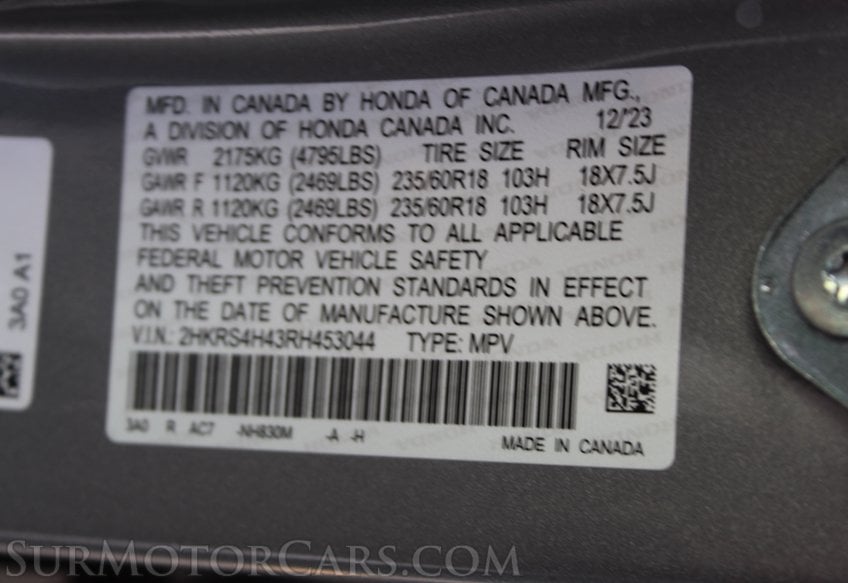 MFD. IN CANADA BY HONDA OF CANADA MFG.,
A DIVISION OF HONDA CANADA INC. 12/'23
GVWR 2175KG (4795LBS) TIRE SIZE RIM SIZE
GAWR F 1120KG (2469LBS) 235/60R18 103H 18X7.5J
GAWR R 1120KG (2469LBS) 235/60R18 103H 18X7.5J
THIS VEHICLE CONFORMS TO ALL APPLICABLE
FEDERAL MOTOR VEHICLE SAFETY
AND THEFT PREVENTION STANDARDS IN EFFECT
ON THE DATE OF MANUFACTURE SHOWN ABOVE.
V.I.N.: 2HKRS4H43RH453044 TYPE: MPV
3A0 R AC7 -NH830M -A -H
MADE IN CANADA
3A0 A1
SurMotorCars.com